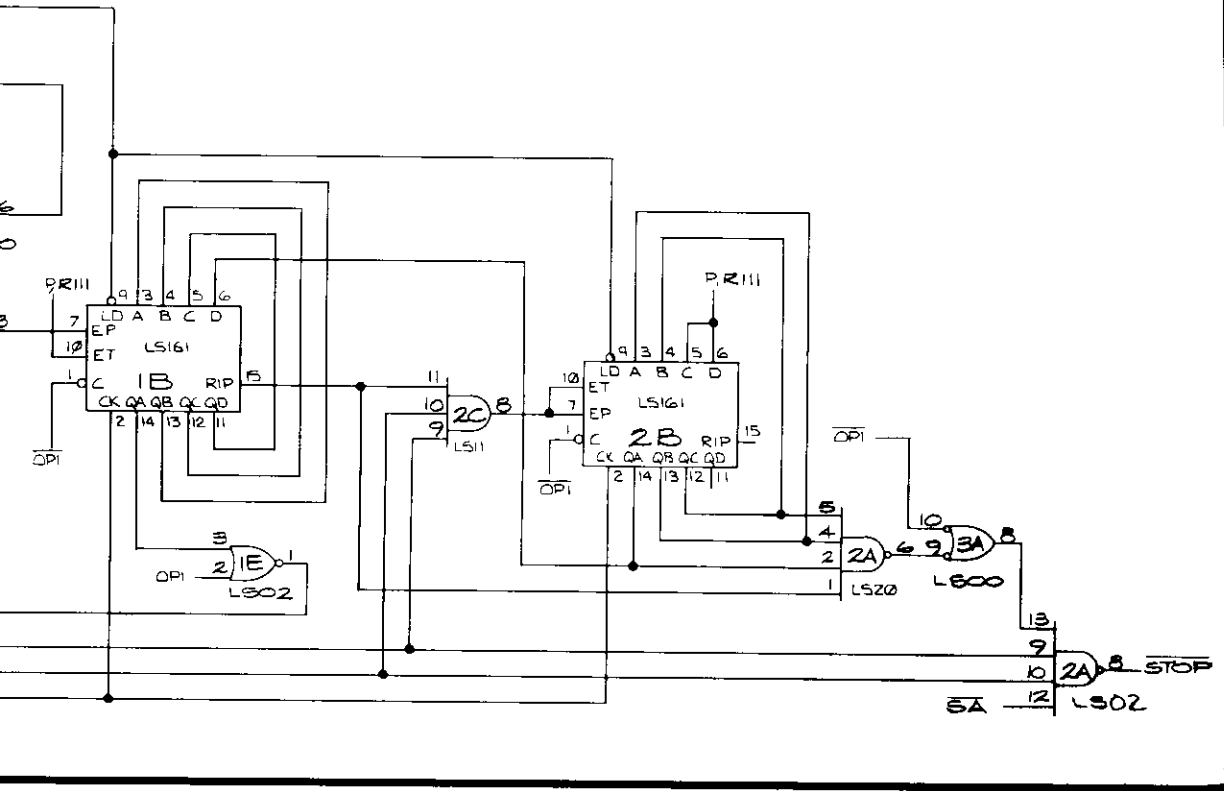 6
0
3
P,R111
9 3 4 5 6
LD A B C D
7 EP
10 ET
LS161
1 C
1B
RIP 15
CK QA QB QC QD
2 14 13 12 11
OP1
3
2
1E
1
OP1
LS02
11
10
9
2C
8
LS11
P,R111
9 3 4 5 6
LD A B C D
10 ET
7 EP
LS161
1 C
2B
RIP 15
CK QA QB QC QD
2 14 13 12 11
OP1
5
4
2
1
2A
6
LS20
OP1
10
9
3A
8
LS00
13
9
10
12
2A
8
STOP
SA
LS02